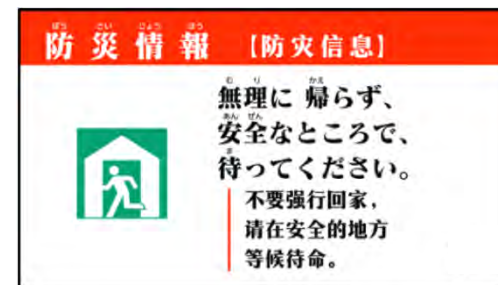 防災情報 【防灾信息】
無理に 帰らず、
安全なところで、
待ってください。
不要强行回家，
请在安全的地方
等候待命。